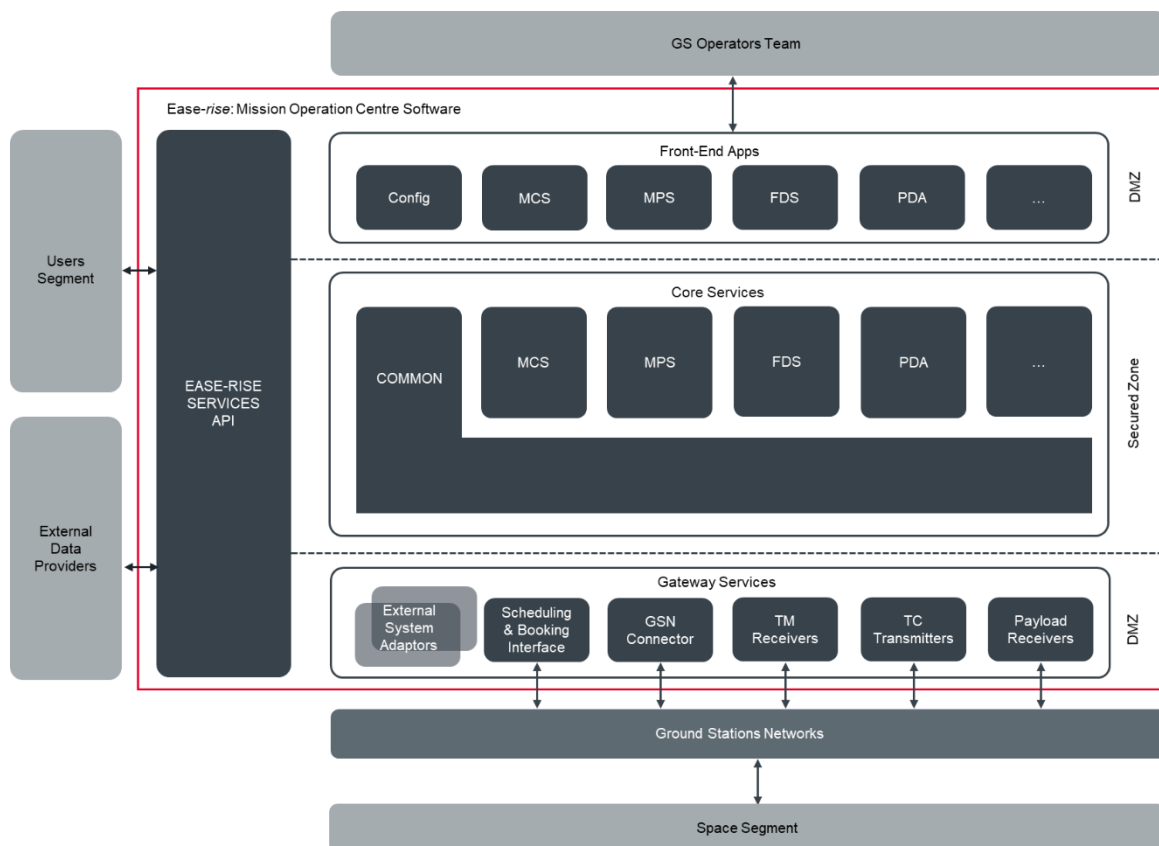 GS Operators Team
Ease-rise: Mission Operation Centre Software
Front-End Apps
Config
MCS
MPS
FDS
PDA
...
DMZ
Users
Segment
EASE-RISE
SERVICES
API
Core Services
COMMON
MCS
MPS
FDS
PDA
...
Secured Zone
External
Data
Providers
Gateway Services
External
System
Adaptors
Scheduling
& Booking
Interface
GSN
Connector
TM
Receivers
TC
Transmitters
Payload
Receivers
DMZ
Ground Stations Networks
Space Segment